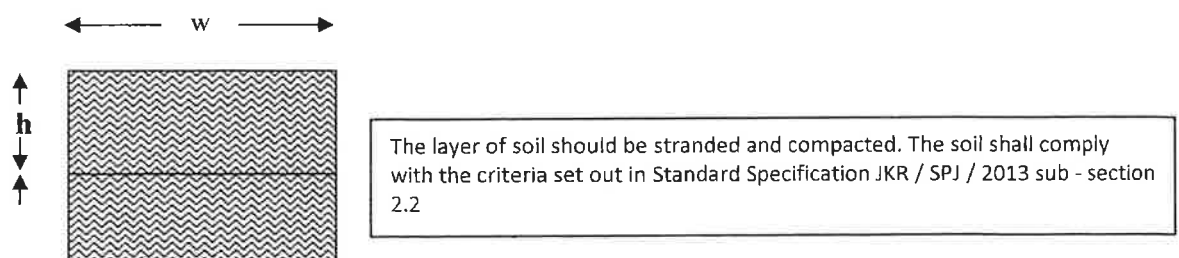 w
h
The layer of soil should be stranded and compacted. The soil shall comply
with the criteria set out in Standard Specification JKR / SPJ / 2013 sub - section
2.2